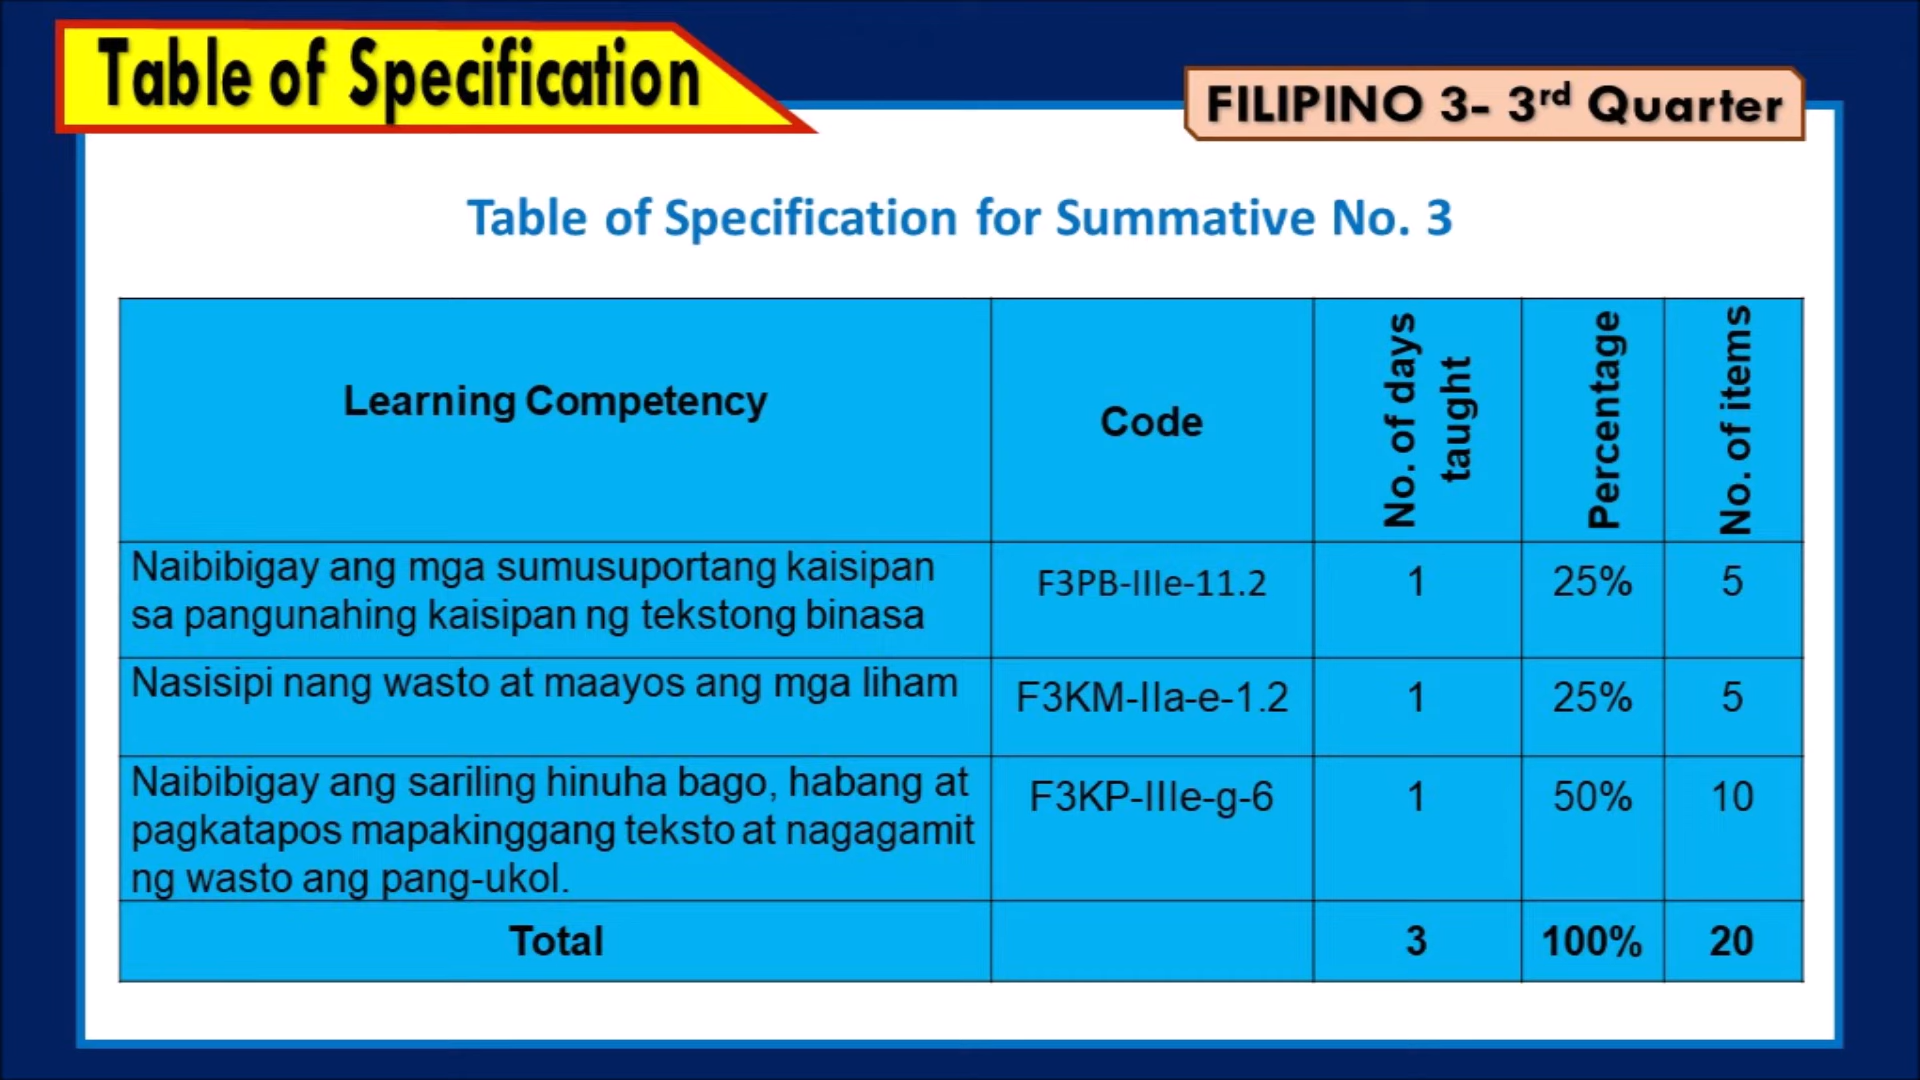 Table of Specification
FILIPINO 3- 3rd Quarter
Table of Specification for Summative No. 3
Learning Competency
Code
No. of days
taught
Percentage
No. of items
Naibibigay ang mga sumusuportang kaisipan
sa pangunahing kaisipan ng tekstong binasa
F3PB-IIIe-11.2
1
25%
5
Nasisipi nang wasto at maayos ang mga liham
F3KM-IIa-e-1.2
1
25%
5
Naibibigay ang sariling hinuha bago, habang at
pagkatapos mapakinggang teksto at nagagamit
ng wasto ang pang-ukol.
F3KP-IIIe-g-6
1
50%
10
Total
3
100%
20